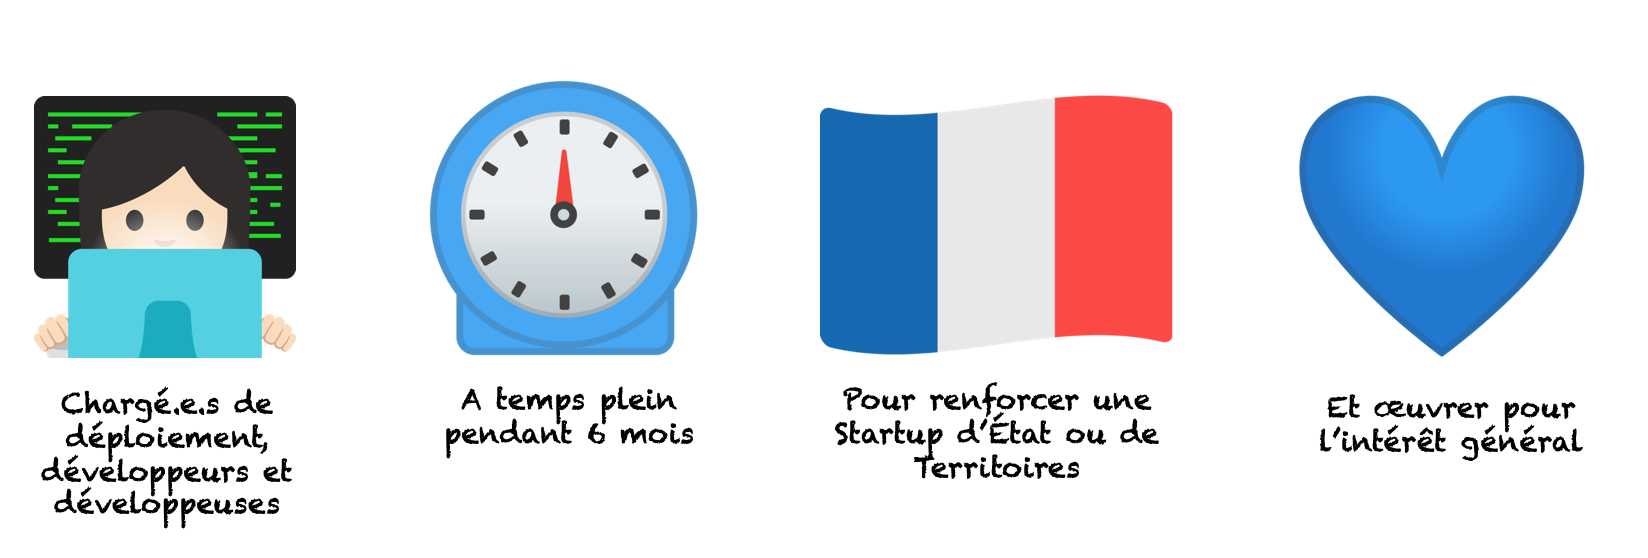 Chargé.e.s de
déploiement,
développeurs et
développeuses
A temps plein
pendant 6 mois
Pour renforcer une
Startup d'État ou de
Territoires
Et œuvrer pour
l'intérêt général